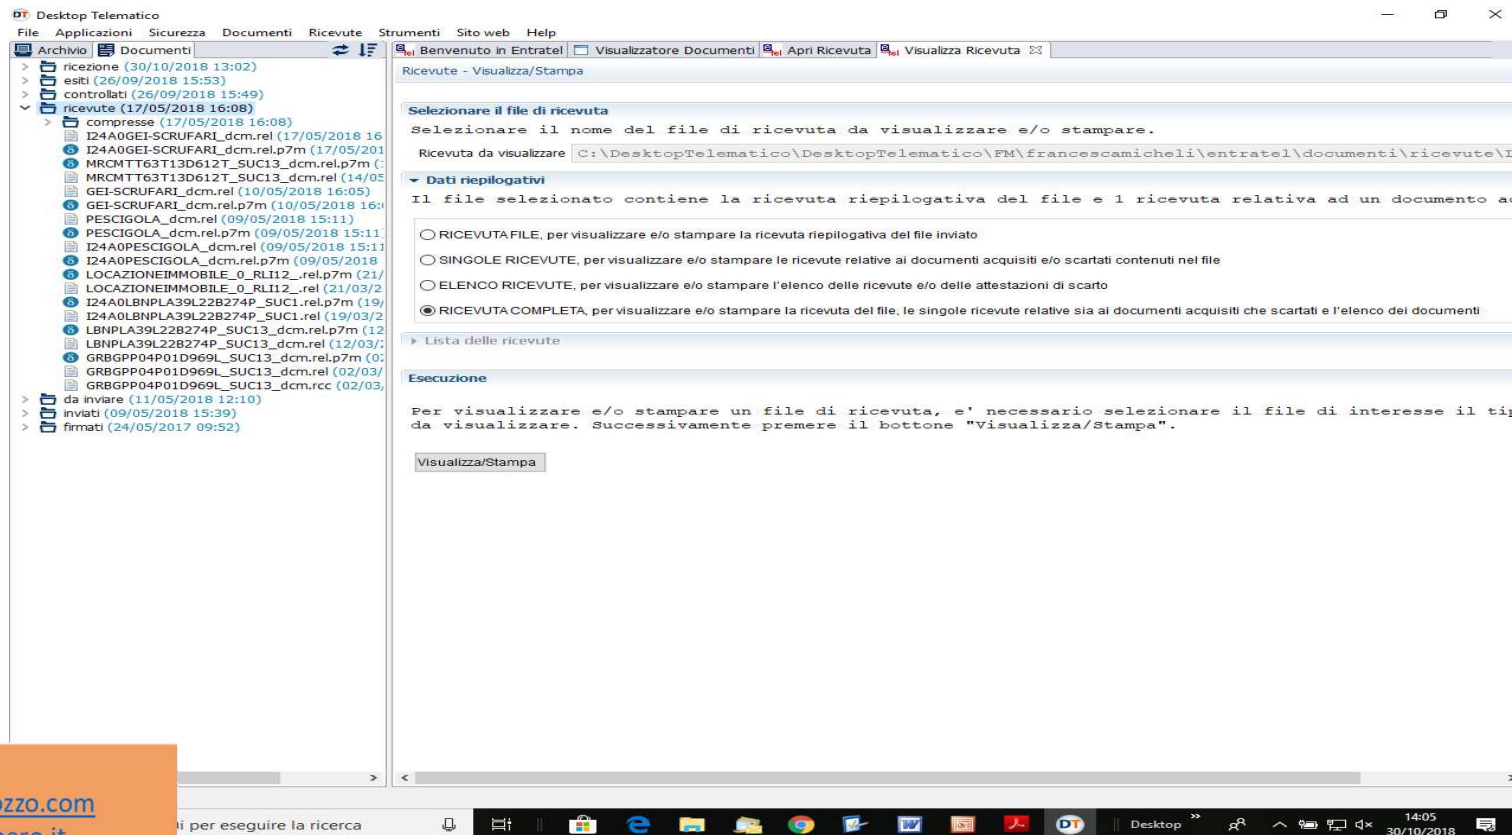 DT Desktop Telematico
File Applicazioni Sicurezza Documenti Ricevute Strumenti Sito web Help
Archivio Documenti
ricezione (30/10/2018 13:02)
esiti (26/09/2018 15:53)
controllati (26/09/2018 15:49)
ricevute (17/05/2018 16:08)
compresse (17/05/2018 16:08)
I24A0GEI-SCRUFARI_dcm.rel (17/05/2018 16
I24A0GEI-SCRUFARI_dcm.rel.p7m (17/05/201
MRCMTT63T13D612T_SUC13_dcm.rel.p7m (
MRCMTT63T13D612T_SUC13_dcm.rel (14/05
GEI-SCRUFARI_dcm.rel (10/05/2018 16:05)
GEI-SCRUFARI_dcm.rel.p7m (10/05/2018 16:
PESCIGOLA_dcm.rel (09/05/2018 15:11)
PESCIGOLA_dcm.rel.p7m (09/05/2018 15:11
I24A0PESCIGOLA_dcm.rel (09/05/2018 15:11
I24A0PESCIGOLA_dcm.rel.p7m (09/05/2018
LOCAZIONEIMMOBILE_0_RLI12_.rel.p7m (21/
LOCAZIONEIMMOBILE_0_RLI12_.rel (21/03/2
I24A0LBNPLA39L22B274P_SUC1.rel.p7m (19/
I24A0LBNPLA39L22B274P_SUC1.rel (19/03/2
LBNPLA39L22B274P_SUC13_dcm.rel.p7m (12
LBNPLA39L22B274P_SUC13_dcm.rel (12/03/
GRBGPP04P01D969L_SUC13_dcm.rel.p7m (0
GRBGPP04P01D969L_SUC13_dcm.rel (02/03/
GRBGPP04P01D969L_SUC13_dcm.rcc (02/03,
da inviare (11/05/2018 12:10)
inviati (09/05/2018 15:39)
firmati (24/05/2017 09:52)
Benvenuto in Entratel Visualizzatore Documenti Apri Ricevuta Visualizza Ricevuta
Ricevute - Visualizza/Stampa
Selezionare il file di ricevuta
Selezionare il nome del file di ricevuta da visualizzare e/o stampare.
Ricevuta da visualizzare C:\DesktopTelematico\DesktopTelematico\FM\francescamicheli\entratel\documenti\ricevute\I
Dati riepilogativi
Il file selezionato contiene la ricevuta riepilogativa del file e 1 ricevuta relativa ad un documento ac
RICEVUTA FILE, per visualizzare e/o stampare la ricevuta riepilogativa del file inviato
SINGOLE RICEVUTE, per visualizzare e/o stampare le ricevute relative ai documenti acquisiti e/o scartati contenuti nel file
ELENCO RICEVUTE, per visualizzare e/o stampare l'elenco delle ricevute e/o delle attestazioni di scarto
RICEVUTA COMPLETA, per visualizzare e/o stampare la ricevuta del file, le singole ricevute relative sia ai documenti acquisiti che scartati e l'elenco dei documenti
Lista delle ricevute
Esecuzione
Per visualizzare e/o stampare un file di ricevuta, e' necessario selezionare il file di interesse il tip
da visualizzare. Successivamente premere il bottone "Visualizza/Stampa".
Visualizza/Stampa
ozzo.com
i per eseguire la ricerca
DT Desktop 14:05
30/10/2018